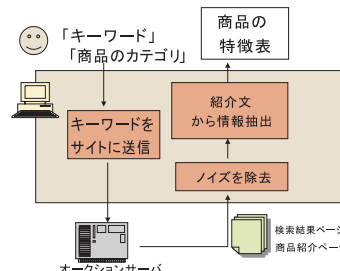 「キーワード」
「商品のカテゴリ」
商品の
特徴表
キーワードを
サイトに送信
紹介文
から情報抽出
ノイズを除去
検索結果ページ
商品紹介ページ
オークションサーバ